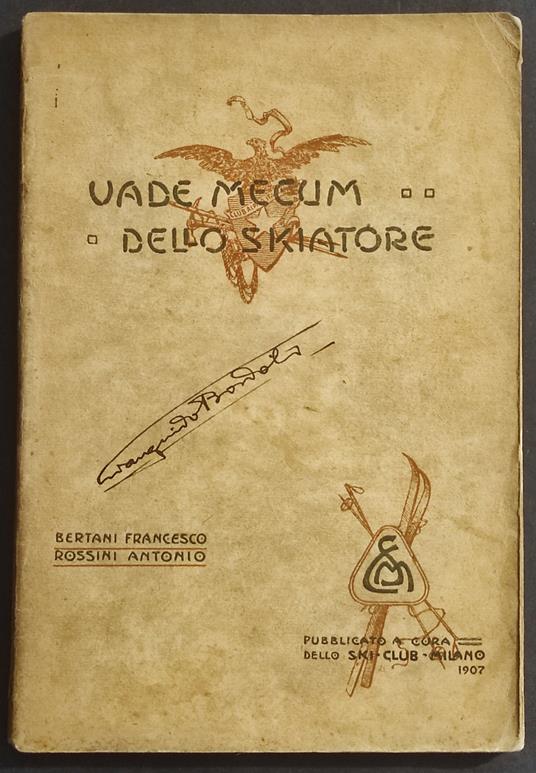 VADE MECUM
DELLO SKIATORE
BERTANI FRANCESCO
ROSSINI ANTONIO
PUBBLICATO A CURA
DELLO SKI-CLUB-MILANO
1907